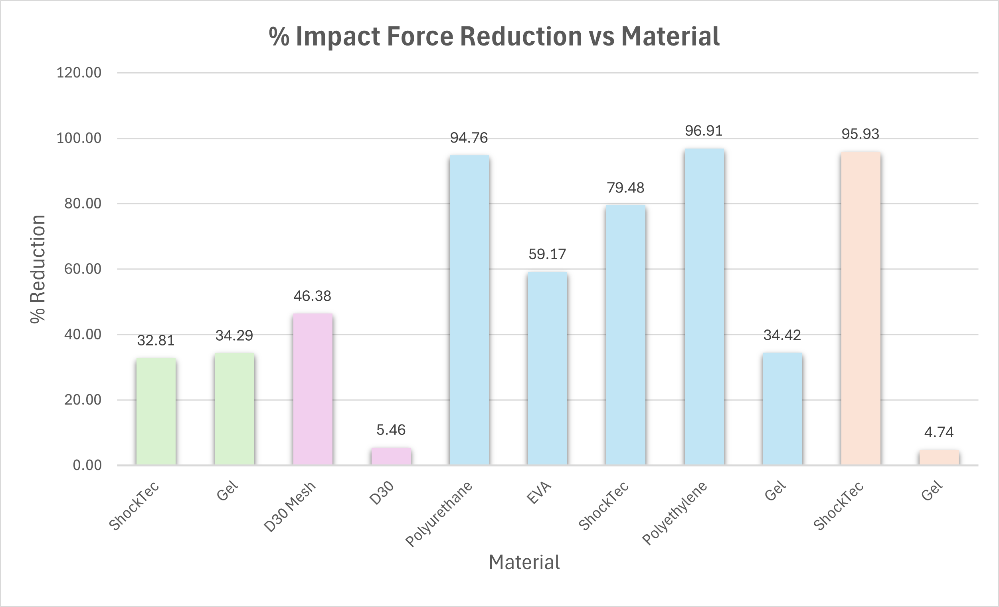 % Impact Force Reduction vs Material
120.00
100.00
80.00
60.00
40.00
20.00
0.00
% Reduction
32.81
34.29
46.38
5.46
94.76
59.17
79.48
96.91
34.42
95.93
4.74
ShockTec
Gel
D30 Mesh
D30
Polyurethane
EVA
ShockTec
Polyethylene
Gel
ShockTec
Gel
Material